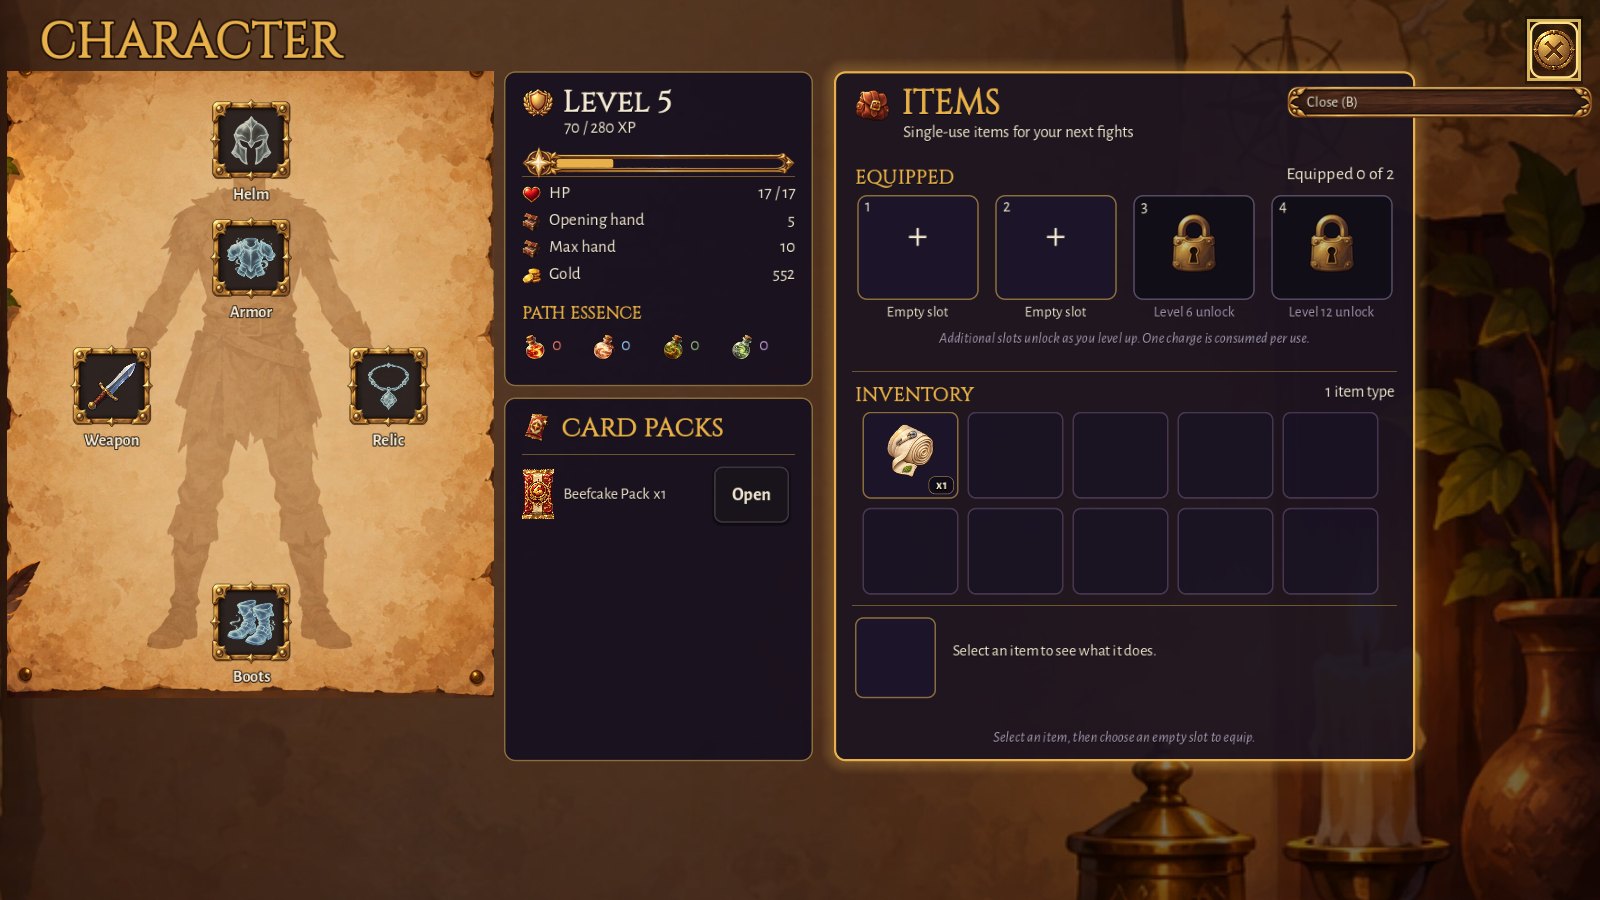 CHARACTER
Helm
Armor
Weapon
Relic
Boots
LEVEL 5
70 / 280 XP
HP 17 / 17
Opening hand 5
Max hand 10
Gold 552
PATH ESSENCE
0 0 0 0
CARD PACKS
Beefcake Pack x1
Open
ITEMS
Single-use items for your next fights
Close (B)
EQUIPPED
Equipped 0 of 2
1 2 3 4
Empty slot
Empty slot
Level 6 unlock
Level 12 unlock
Additional slots unlock as you level up. One charge is consumed per use.
INVENTORY
1 item type
x1
Select an item to see what it does.
Select an item, then choose an empty slot to equip.